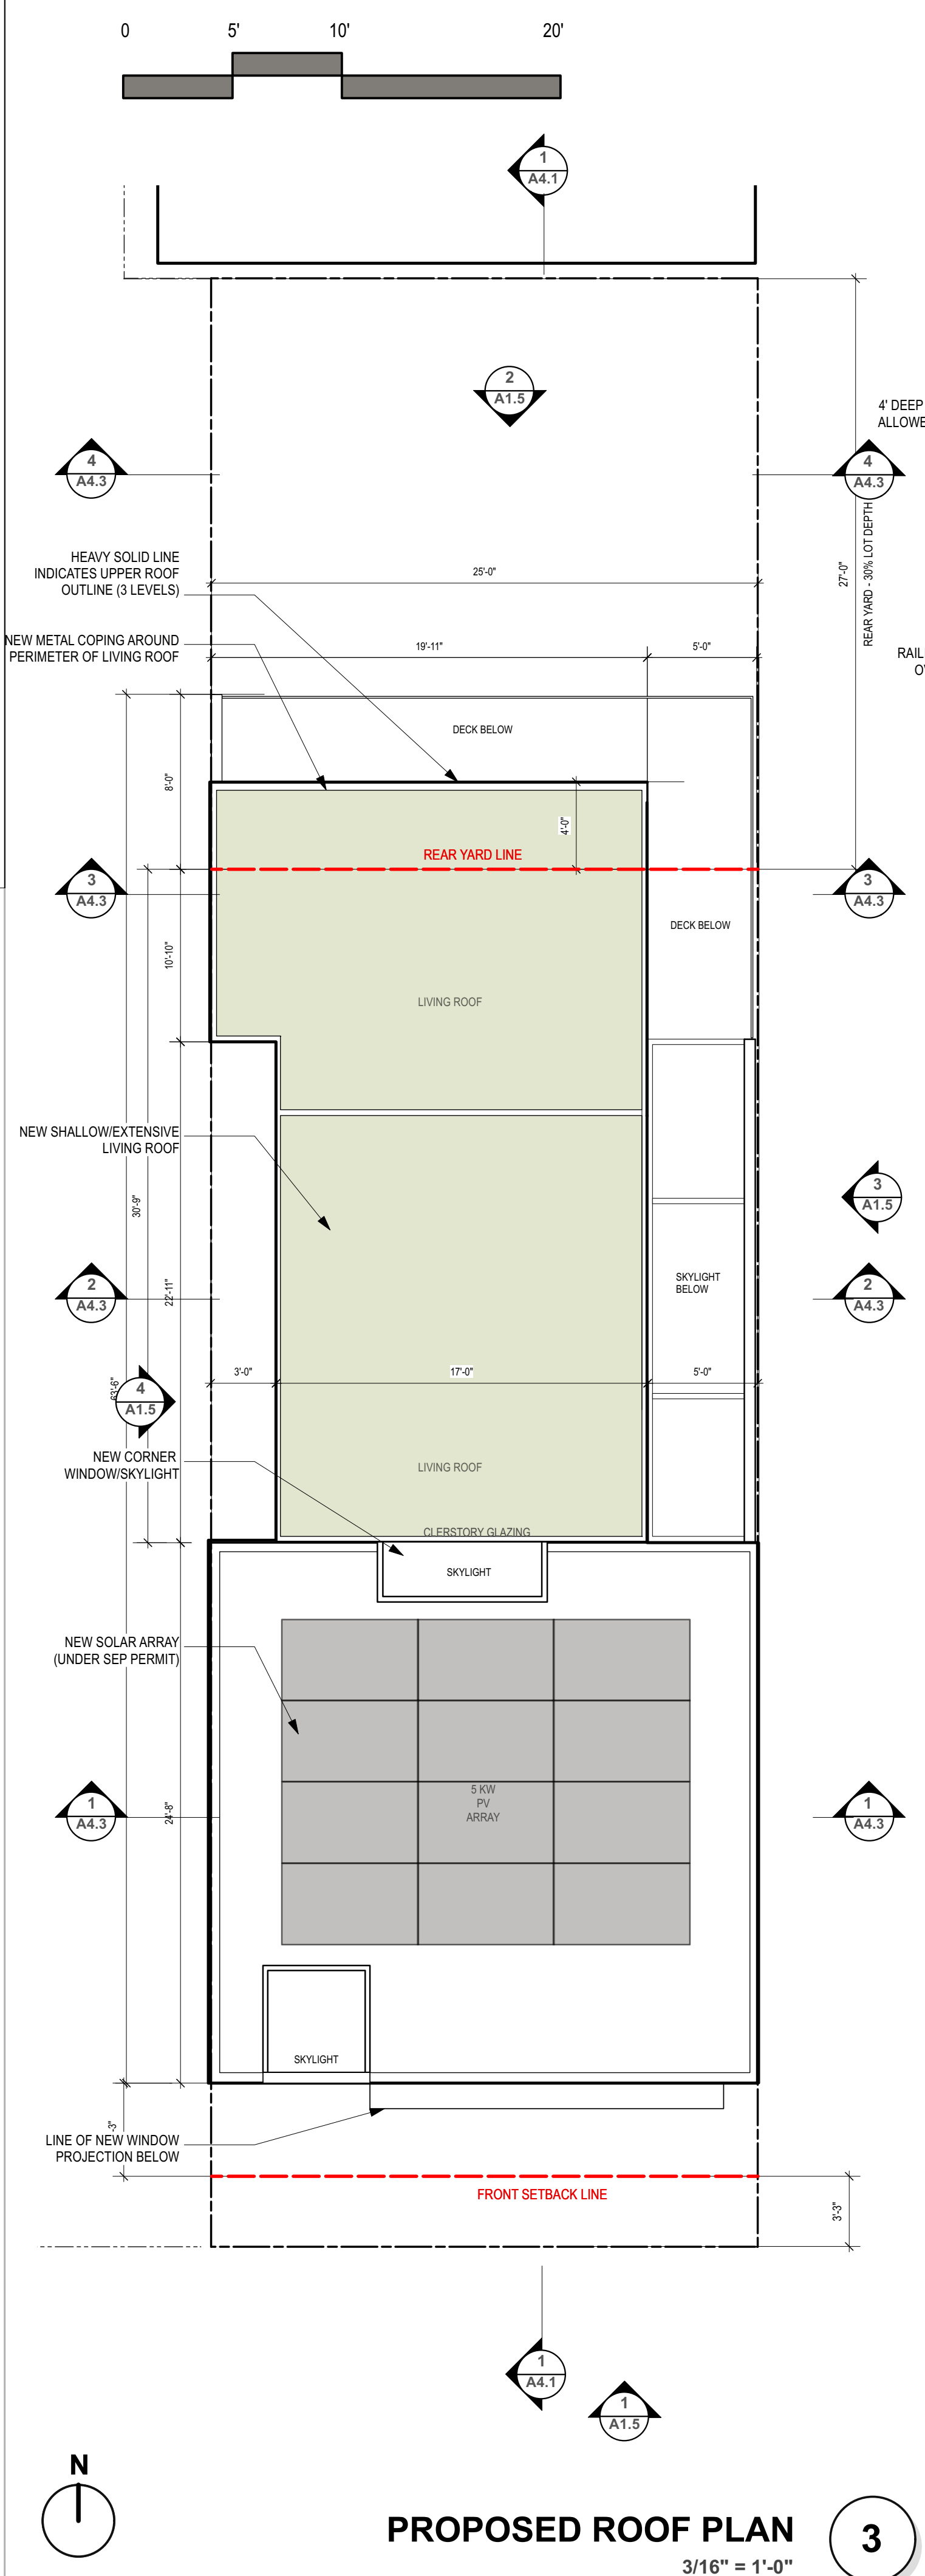 0 5' 10' 20'
1
A4.1
2
A1.5
4' DEEP
ALLOWE
4
A4.3
4
A4.3
REAR YARD - 30% LOT DEPTH
27'-0"
HEAVY SOLID LINE
INDICATES UPPER ROOF
OUTLINE (3 LEVELS)
25'-0"
NEW METAL COPING AROUND
PERIMETER OF LIVING ROOF
19'-11"
5'-0"
RAIL
DECK BELOW
8'-0"
4'-0"
REAR YARD LINE
3
A4.3
3
A4.3
DECK BELOW
10'-10"
LIVING ROOF
NEW SHALLOW/EXTENSIVE
LIVING ROOF
30'-9"
3
A1.5
2
A4.3
22'-11"
SKYLIGHT
BELOW
2
A4.3
3'-0"
17'-0"
5'-0"
63'-6"
4
A1.5
NEW CORNER
WINDOW/SKYLIGHT
LIVING ROOF
CLERSTORY GLAZING
SKYLIGHT
NEW SOLAR ARRAY
(UNDER SEP PERMIT)
5 KW
PV
ARRAY
1
A4.3
24'-8"
1
A4.3
SKYLIGHT
-3"
LINE OF NEW WINDOW
PROJECTION BELOW
FRONT SETBACK LINE
3'-3"
1
A4.1
1
A1.5
N
PROPOSED ROOF PLAN
3
3/16" = 1'-0"